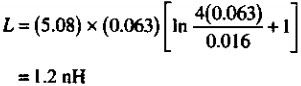 L = (5.08) × (0.063) [ln 4(0.063)/0.016 + 1]
= 1.2 nH